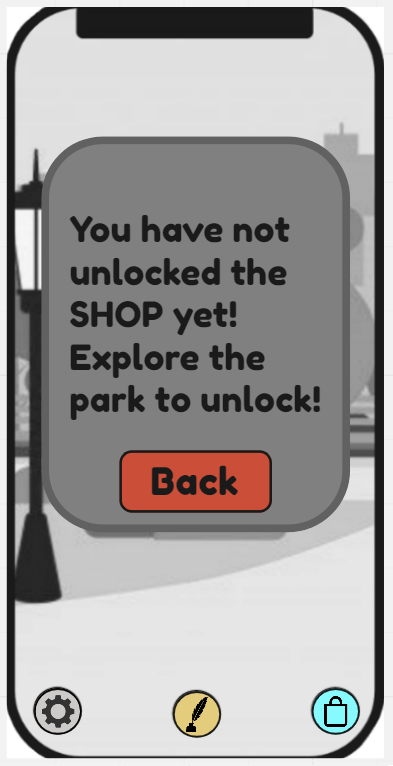 You have not
unlocked the
SHOP yet!
Explore the
park to unlock!
Back